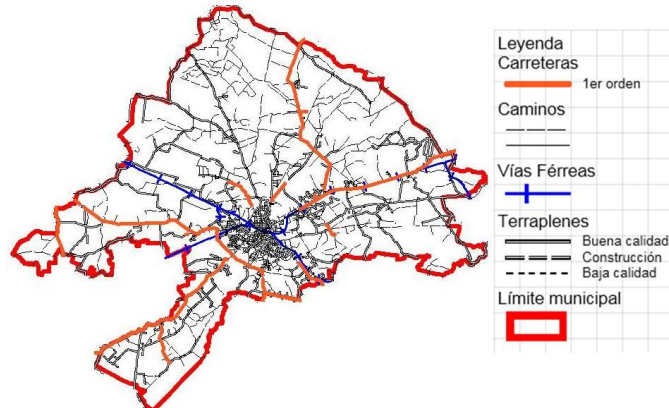 Leyenda
Carreteras
1er orden
Caminos
Vías Férreas
Terraplenes
Buena calidad
Construcción
Baja calidad
Límite municipal